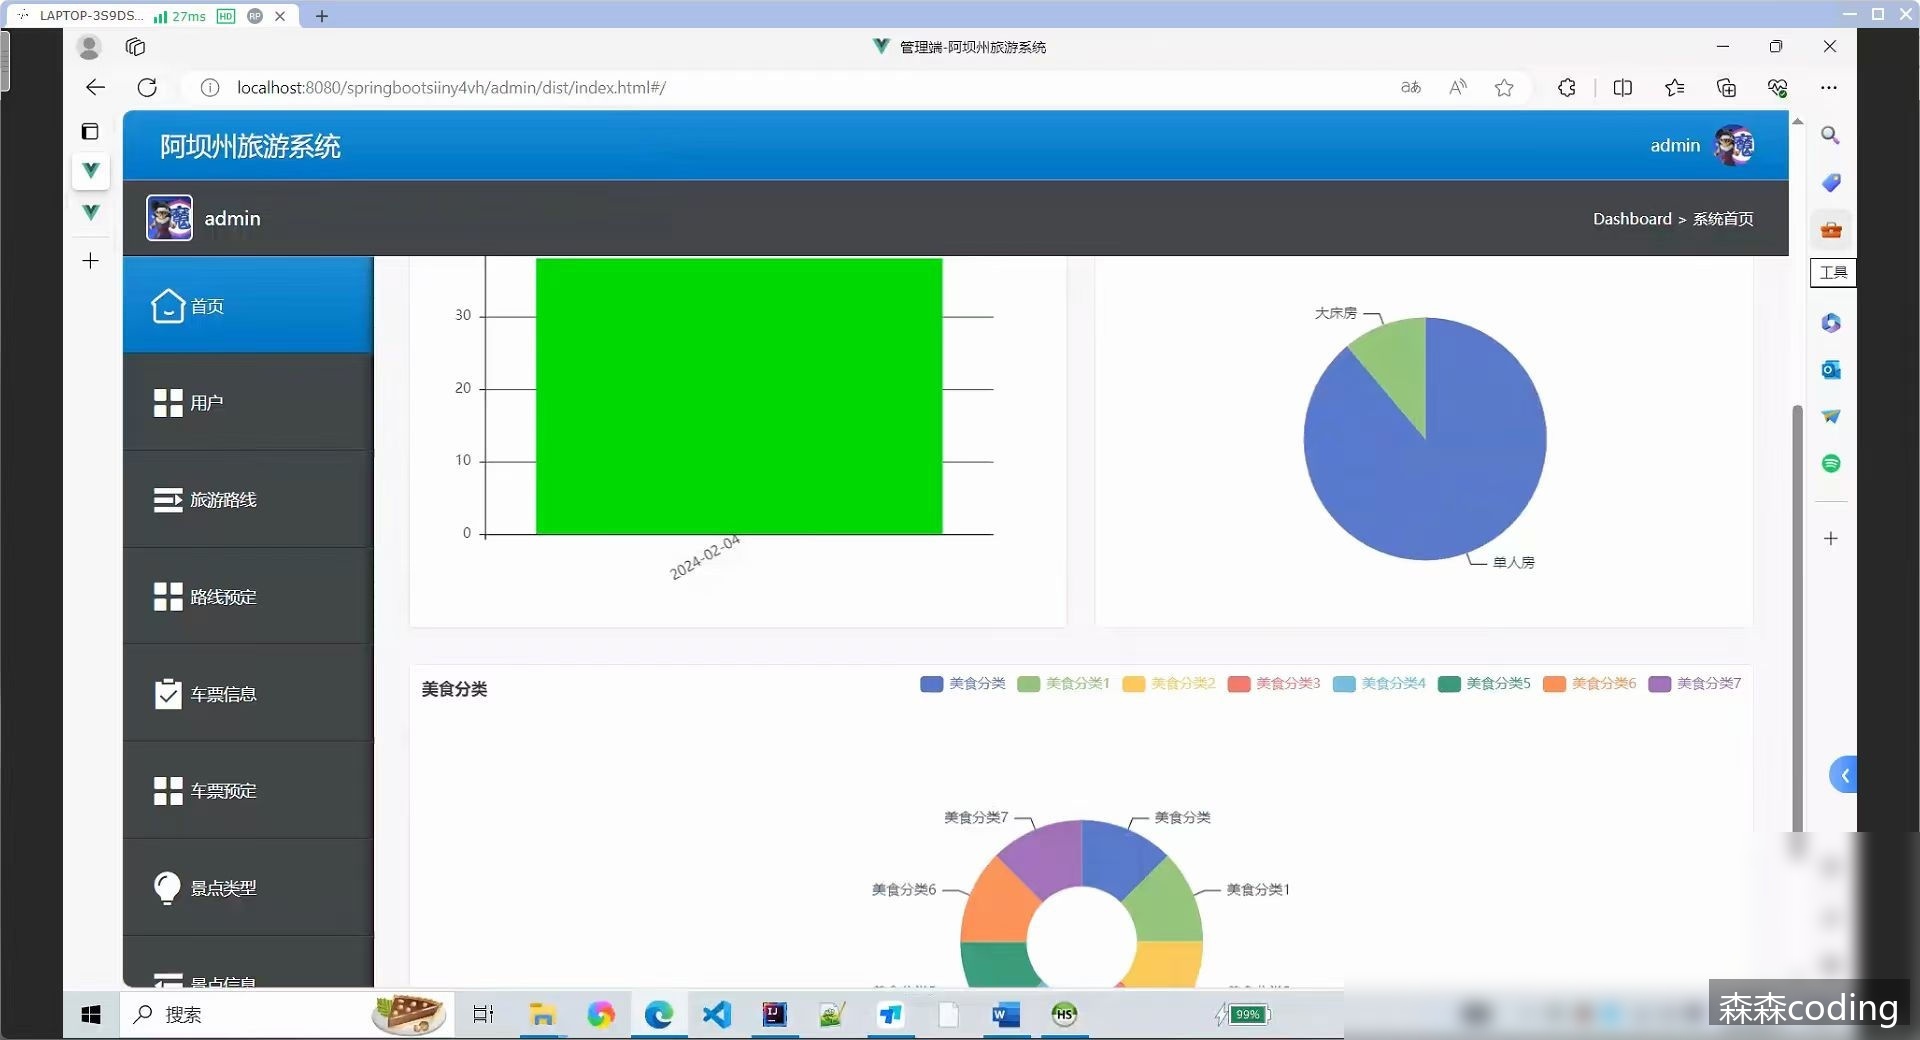 LAPTOP-3S9DS... 27ms HD RP
管理端-阿坝州旅游系统
localhost:8080/springbootsiiny4vh/admin/dist/index.html#/
阿坝州旅游系统
admin
admin
Dashboard > 系统首页
工具
首页
用户
旅游路线
路线预定
车票信息
车票预定
景点类型
景点信息
30
20
10
0
2024-02-04
大床房
单人房
美食分类
美食分类 美食分类1 美食分类2 美食分类3 美食分类4 美食分类5 美食分类6 美食分类7
美食分类7 美食分类
美食分类6 美食分类1
搜索
99%
森森coding